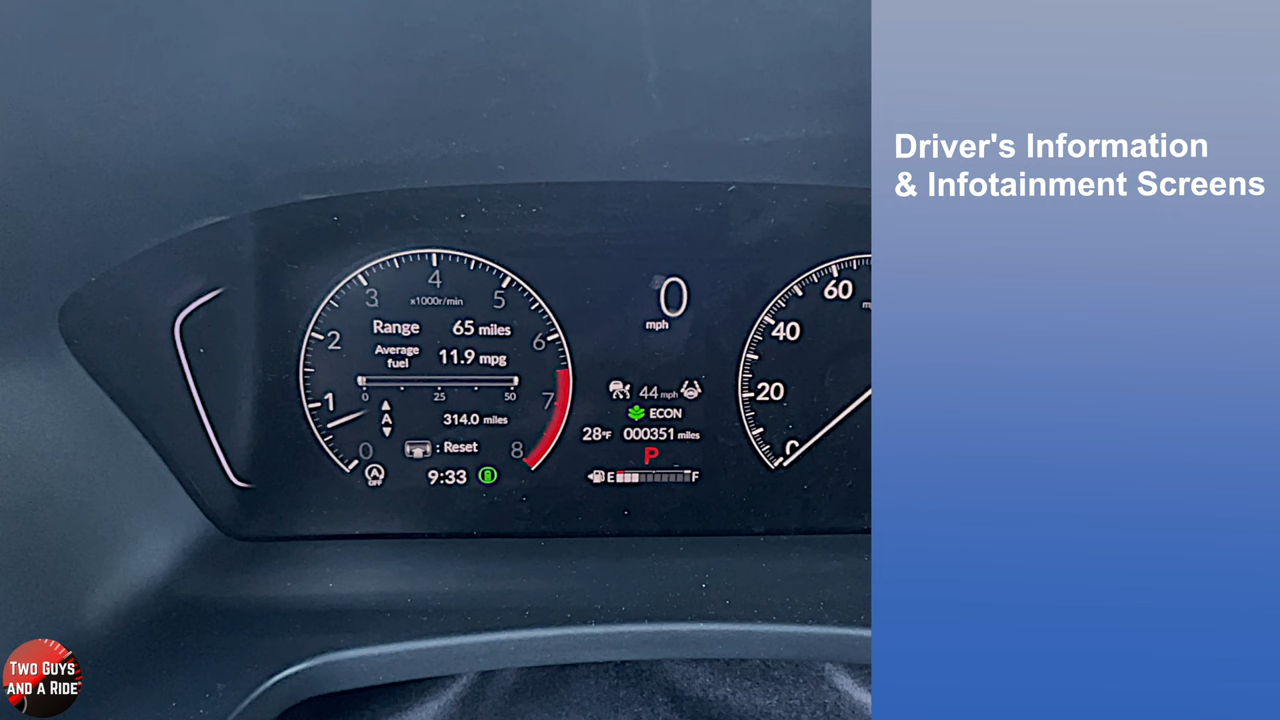 Driver's Information
& Infotainment Screens
4
3
5
x1000r/min
2
6
Range 65 miles
Average
fuel 11.9 mpg
0 25 50
1
7
A
314.0 miles
: Reset
0
8
A
OFF
9:33
0
mph
44 mph
ECON
28°F 000351 miles
P
E F
60
40
20
0
TWO GUYS
AND A RIDE